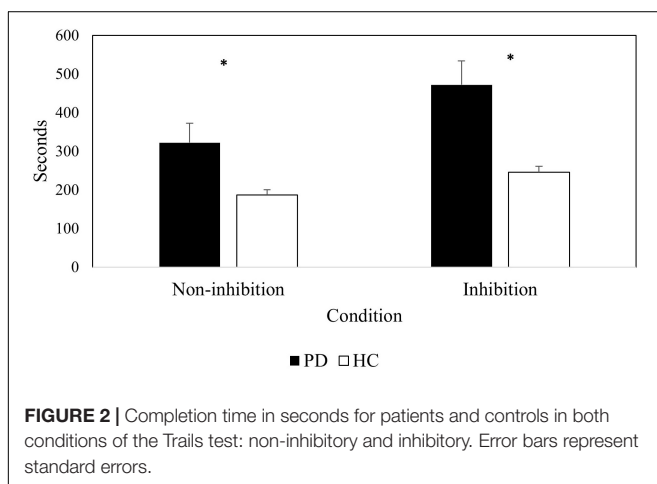 600
500
400
300
200
100
0
Seconds
*
*
Non-inhibition Inhibition
Condition
PD HC
FIGURE 2 | Completion time in seconds for patients and controls in both
conditions of the Trails test: non-inhibitory and inhibitory. Error bars represent
standard errors.